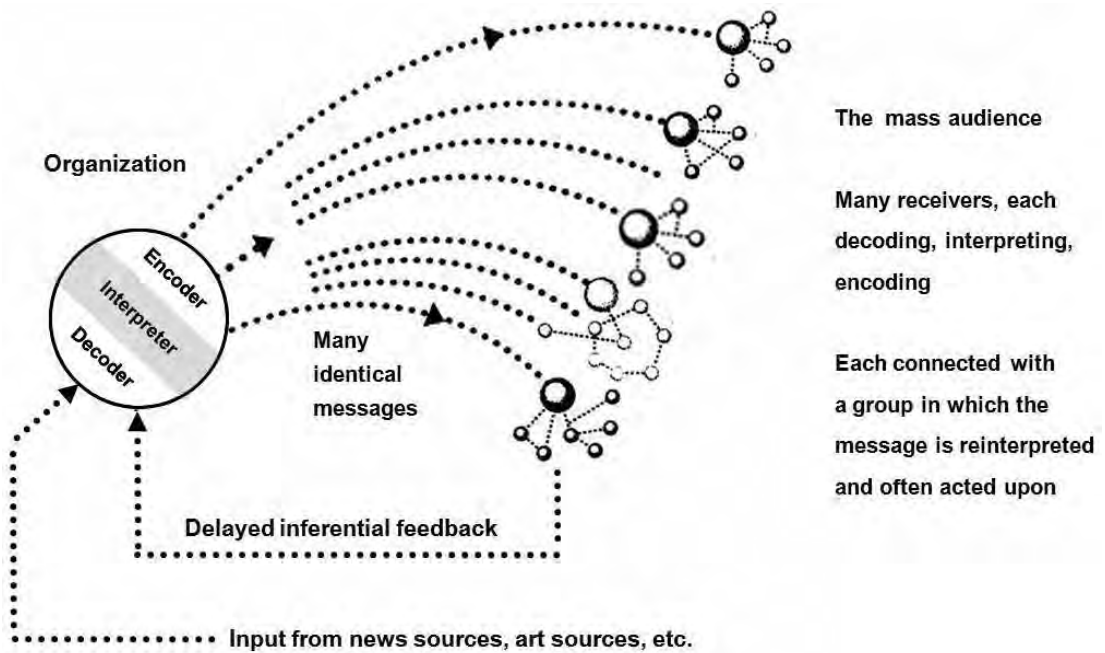 Organization
Encoder
Interpreter
Decoder
Many
identical
messages
The mass audience
Many receivers, each
decoding, interpreting,
encoding
Each connected with
a group in which the
message is reinterpreted
and often acted upon
Delayed inferential feedback
Input from news sources, art sources, etc.